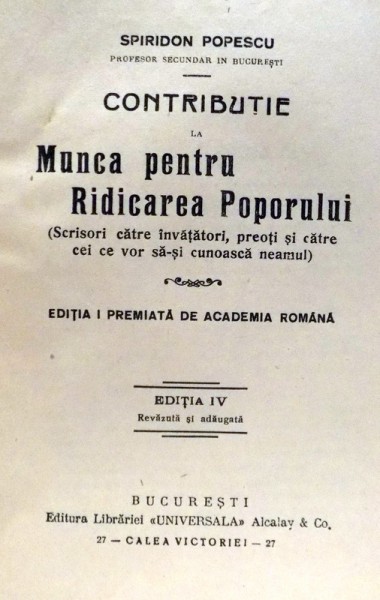 SPIRIDON POPESCU
PROFESOR SECUNDAR IN BUCUREȘTI
CONTRIBUȚIE
LA
Munca pentru
Ridicarea Poporului
(Scrisori către învățători, preoți și către
cei ce vor să-și cunoască neamul)
EDIȚIA I PREMIATĂ DE ACADEMIA ROMÂNĂ
EDIȚIA IV
Revăzută și adăugată
BUCUREȘTI
Editura Librăriei «UNIVERSALA» Alcalay & Co.
27 — CALEA VICTORIEI — 27